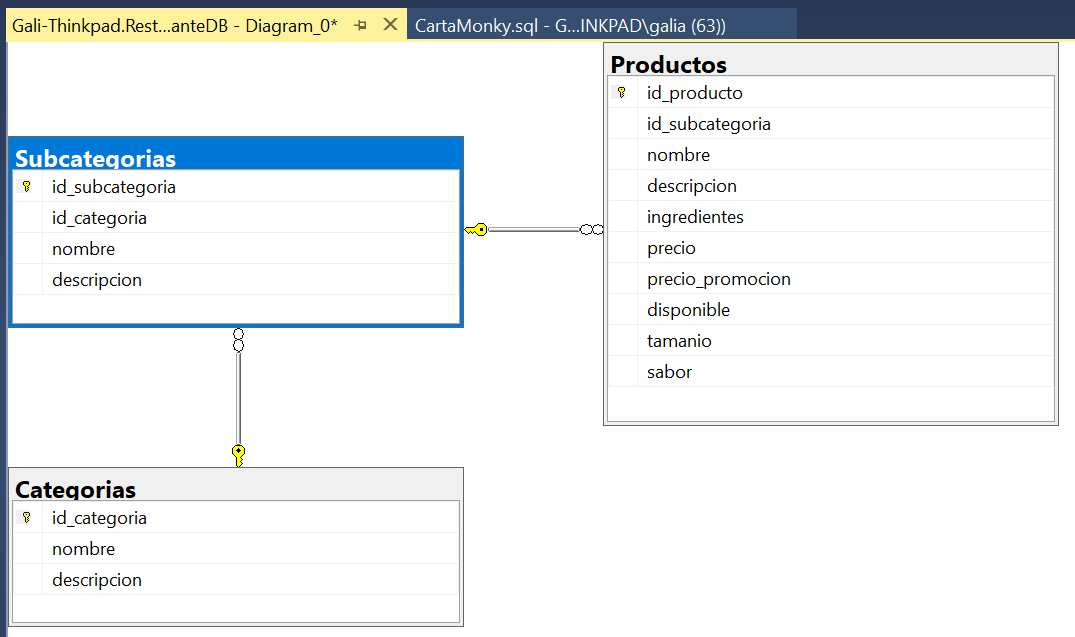 Gali-Thinkpad.Rest...anteDB - Diagram_0*
CartaMonky.sql - G...INKPAD\galia (63))
Productos
id_producto
id_subcategoria
nombre
descripcion
ingredientes
precio
precio_promocion
disponible
tamanio
sabor
Subcategorias
id_subcategoria
id_categoria
nombre
descripcion
Categorias
id_categoria
nombre
descripcion